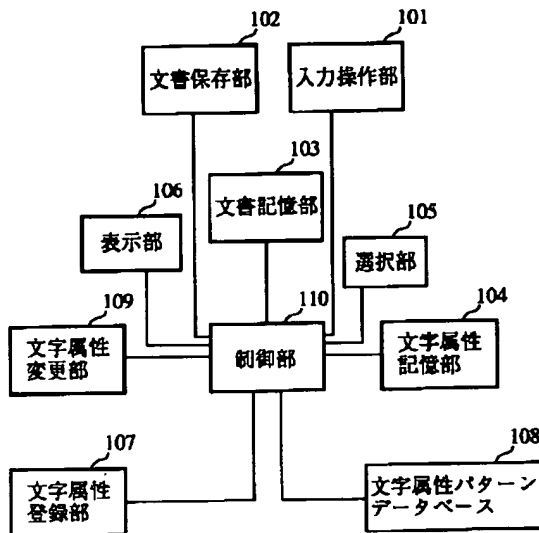 102
101
文書保存部
入力操作部
103
文書記憶部
106
105
表示部
選択部
110
109
104
文字属性
変更部
制御部
文字属性
記憶部
107
108
文字属性
登録部
文字属性パターン
データベース